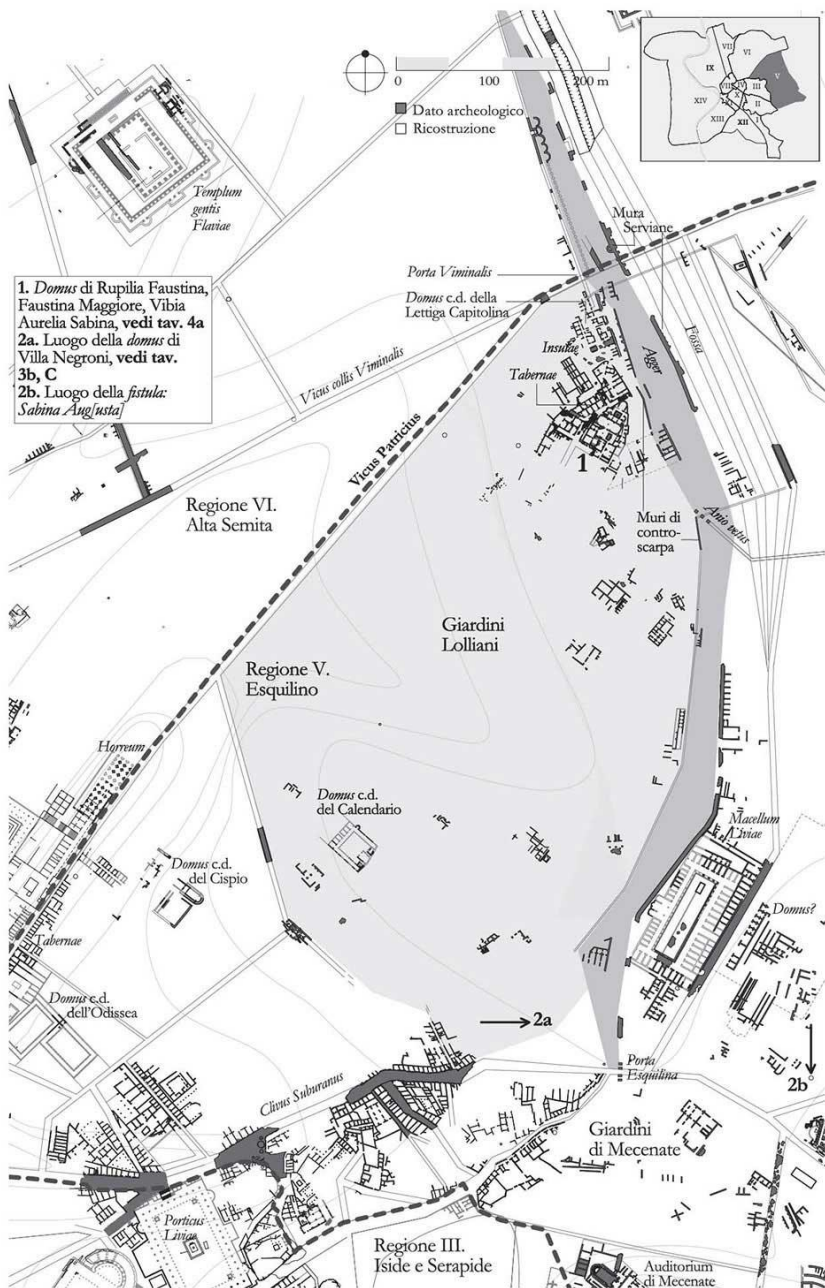 0 100 200 m
Dato archeologico
Ricostruzione
VII
VI
IX
V
VIII
IV
III
X
XI
II
XIV
XIII
XII
I
Templum
gentis
Flaviae
Mura
Serviane
Porta Viminalis
Domus c.d. della
Lettiga Capitolina
1. Domus di Rupilia Faustina,
Faustina Maggiore, Vibia
Aurelia Sabina, vedi tav. 4a
2a. Luogo della domus di
Villa Negroni, vedi tav.
3b, C
2b. Luogo della fistula:
Sabina Aug[usta]
Vicus collis Viminalis
Insulae
Tabernae
Agger
Fossa
Vicus Patricius
1
Regione VI.
Alta Semita
Muri di
contro-
scarpa
Anio vetus
Giardini
Lolliani
Regione V.
Esquilino
Horreum
Domus c.d.
del Calendario
Macellum
Liviae
Domus c.d.
del Cispio
Domus?
Tabernae
Domus c.d.
dell'Odissea
2a
Porta
Esquilina
2b
Clivus Suburanus
Giardini
di Mecenate
Porticus
Liviae
Regione III.
Iside e Serapide
Auditorium
di Mecenate